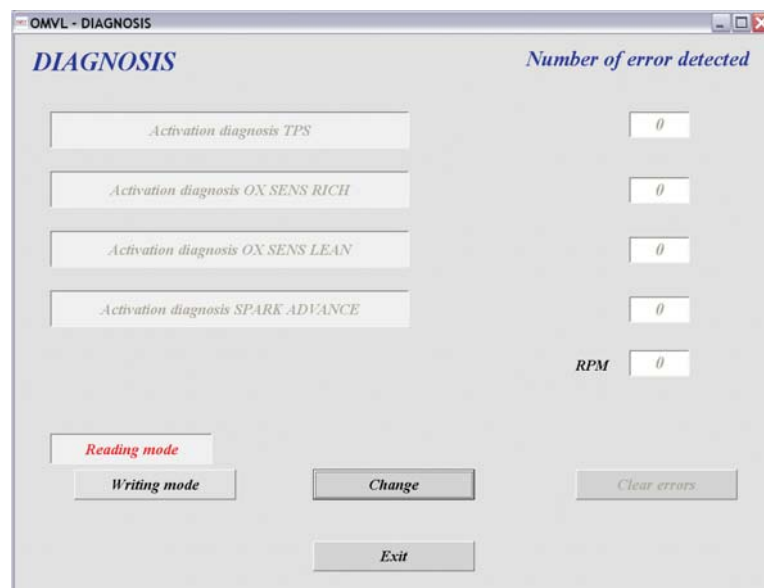 OMVL - DIAGNOSIS
DIAGNOSIS Number of error detected
Activation diagnosis TPS 0
Activation diagnosis OX SENS RICH 0
Activation diagnosis OX SENS LEAN 0
Activation diagnosis SPARK ADVANCE 0
RPM 0
Reading mode
Writing mode Change Clear errors
Exit